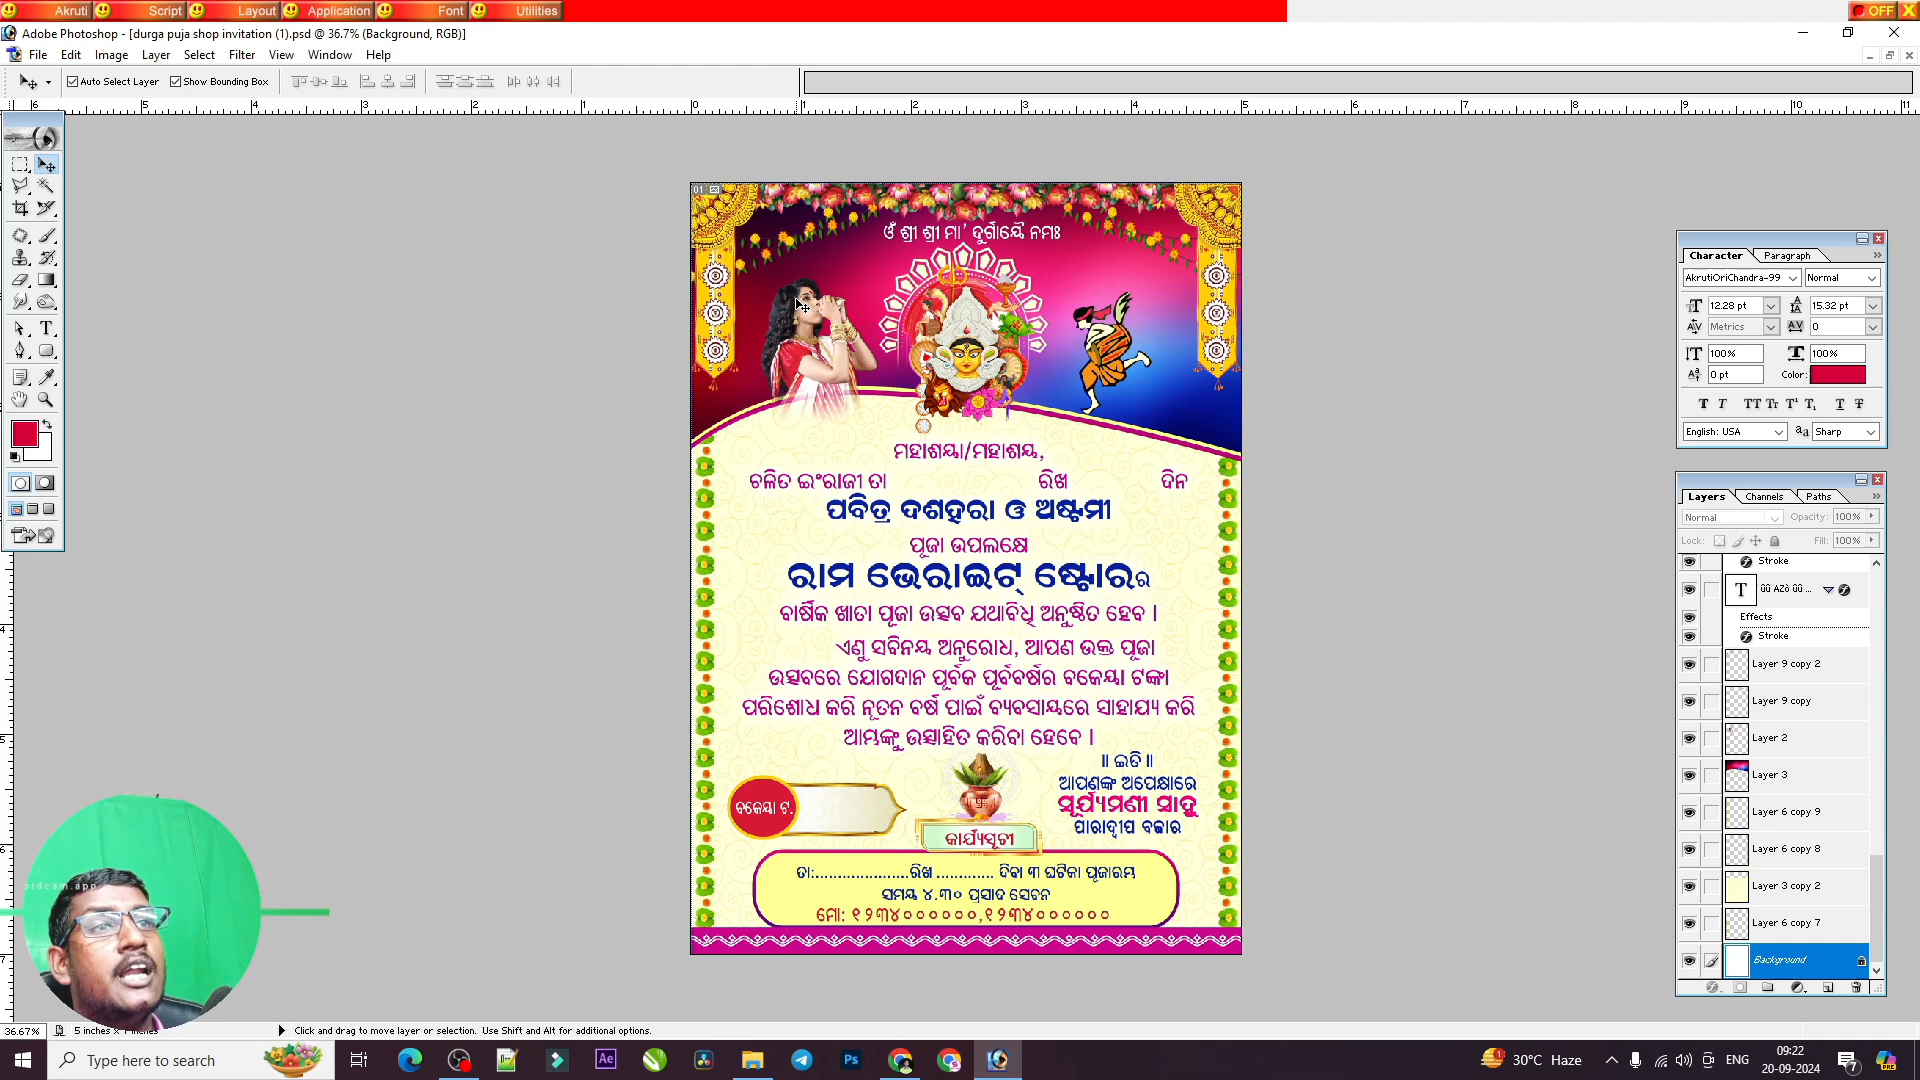 Akruti Script Layout Application Font Utilities OFF X
Adobe Photoshop - [durga puja shop invitation (1).psd @ 36.7% (Background, RGB)]
File Edit Image Layer Select Filter View Window Help
Auto Select Layer Show Bounding Box
ଓଁ ଶ୍ରୀ ଶ୍ରୀ ମା' ଦୁର୍ଗାୟୈ ନମଃ
ମହାଶୟା/ମହାଶୟ,
ଚଳିତ ଇଂରାଜୀ ତା ରିଖ ଦିନ
ପବିତ୍ର ଦଶହରା ଓ ଅଷ୍ଟମୀ
ପୂଜା ଉପଲକ୍ଷେ
ରାମ ଭେରାଇଟ୍ ଷ୍ଟୋରର
ବାର୍ଷିକ ଖାତା ପୂଜା ଉତ୍ସବ ଯଥାବିଧି ଅନୁଷ୍ଠିତ ହେବ ।
ଏଣୁ ସବିନୟ ଅନୁରୋଧ, ଆପଣ ଉକ୍ତ ପୂଜା
ଉତ୍ସବରେ ଯୋଗଦାନ ପୂର୍ବକ ପୂର୍ବବର୍ଷର ବକେୟା ଟଙ୍କା
ପରିଶୋଧ କରି ନୂତନ ବର୍ଷ ପାଇଁ ବ୍ୟବସାୟରେ ସାହାଯ୍ୟ କରି
ଆମ୍ଭଙ୍କୁ ଉତ୍ସାହିତ କରିବା ହେବେ ।
॥ ଇତି ॥
ଆପଣଙ୍କ ଅପେକ୍ଷାରେ
ସୂର୍ଯ୍ୟମଣୀ ସାହୁ
ପାରାଦ୍ୱୀପ ବଜାର
ବକେୟା ଟ.
କାର୍ଯ୍ୟସୂଚୀ
ତା:.....................ରିଖ ............. ଦିବା ୩ ଘଟିକା ପୂଜାରମ୍ଭ
ସମୟ ୪.୩୦ ପ୍ରସାଦ ସେବନ
ମୋ: ୧୨୩୪୦୦୦୦୦୦,୧୨୩୪୦୦୦୦୦୦
Character Paragraph
AkrutiOriChandra-99 Normal
12.28 pt 15.32 pt
Metrics 0
100% 100%
0 pt Color:
English: USA Sharp
Layers Channels Paths
Normal Opacity: 100%
Lock: Fill: 100%
Stroke
Effects
Stroke
Layer 9 copy 2
Layer 9 copy
Layer 2
Layer 3
Layer 6 copy 9
Layer 6 copy 8
Layer 3 copy 2
Layer 6 copy 7
Background
bidcam.app
36.67% 5 inches x 7 inches Click and drag to move layer or selection. Use Shift and Alt for additional options.
Type here to search
30°C Haze ENG 09:22
20-09-2024